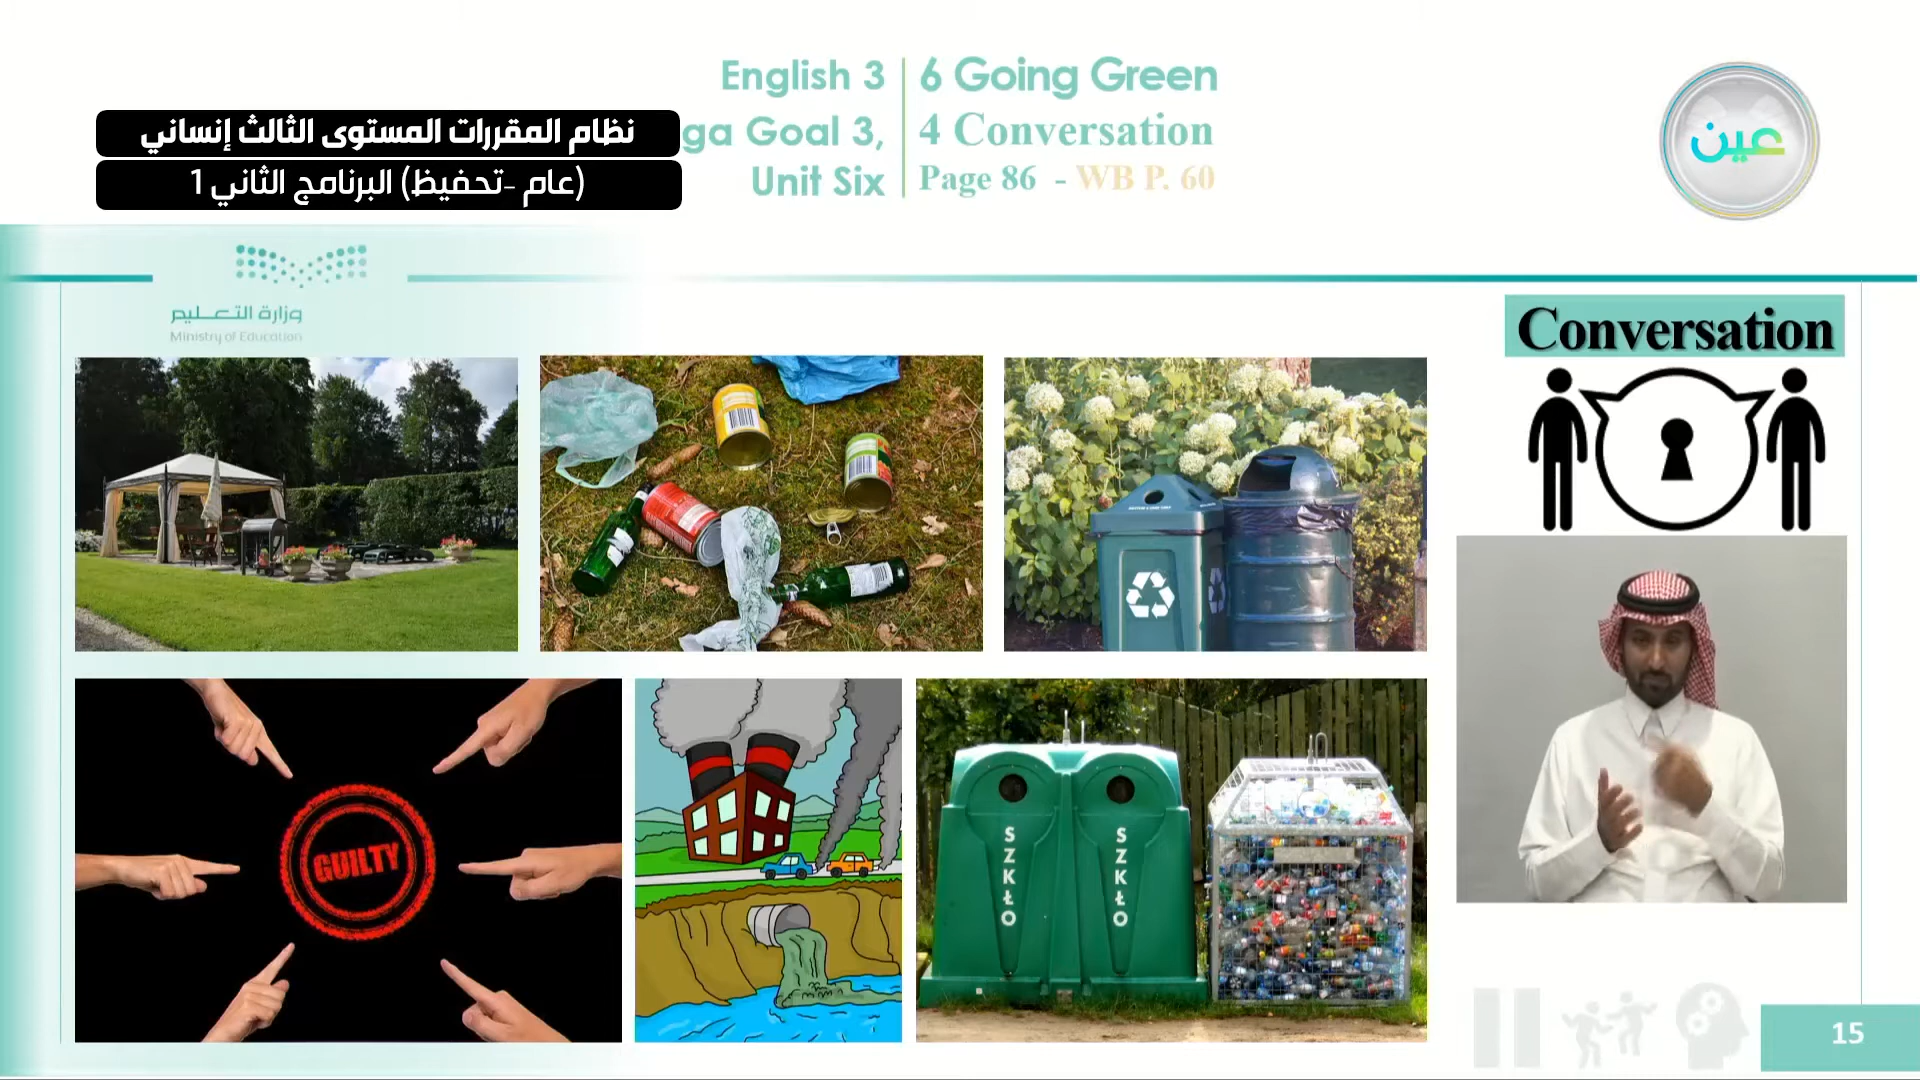 English 3
6 Going Green
نظام المقررات المستوى الثالث إنساني
ga Goal 3,
4 Conversation
(عام -تحفيظ) البرنامج الثاني 1
Unit Six
Page 86 - WB P. 60
عين
وزارة التعليم
Ministry of Education
Conversation
GUILTY
SZKŁO
SZKŁO
15